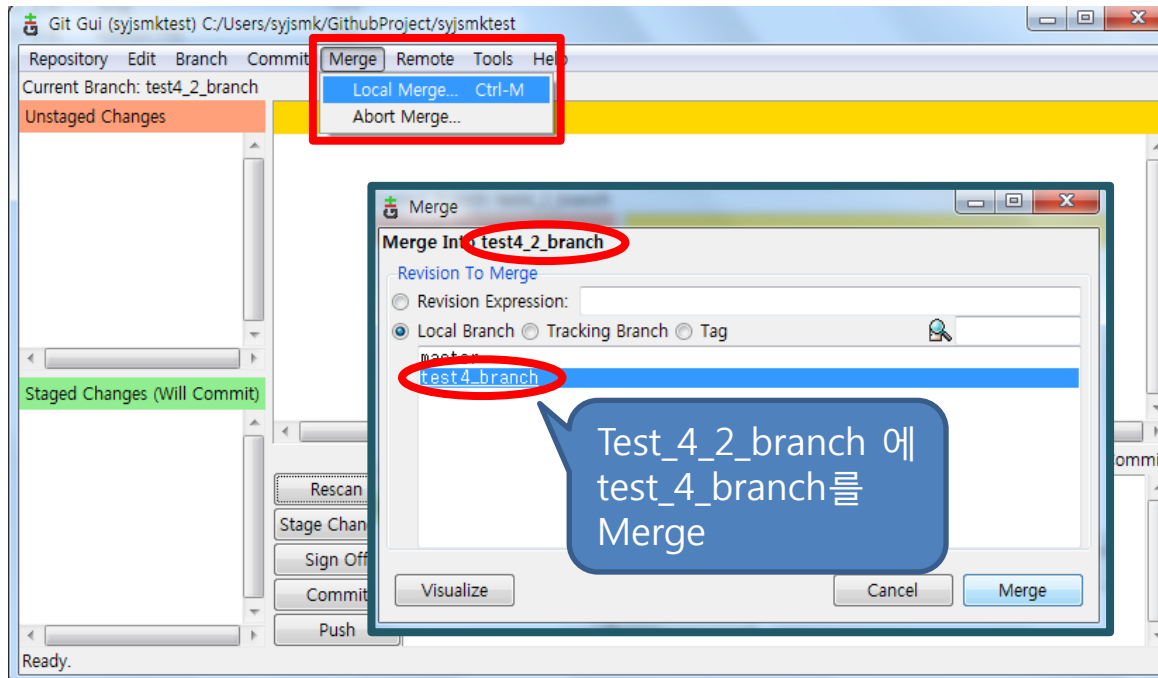 Git Gui (syjsmktest) C:/Users/syjsmk/GithubProject/syjsmktest
Repository Edit Branch Commit Merge Remote Tools Help
Current Branch: test4_2_branch
Local Merge... Ctrl-M
Abort Merge...
Unstaged Changes
Merge
Merge Into test4_2_branch
Revision To Merge
Revision Expression:
Local Branch Tracking Branch Tag
master
test4_branch
Staged Changes (Will Commit)
Test_4_2_branch 에
test_4_branch를
Merge
Rescan
Stage Chan
Sign Off
Commit
Push
Visualize Cancel Merge
Ready.